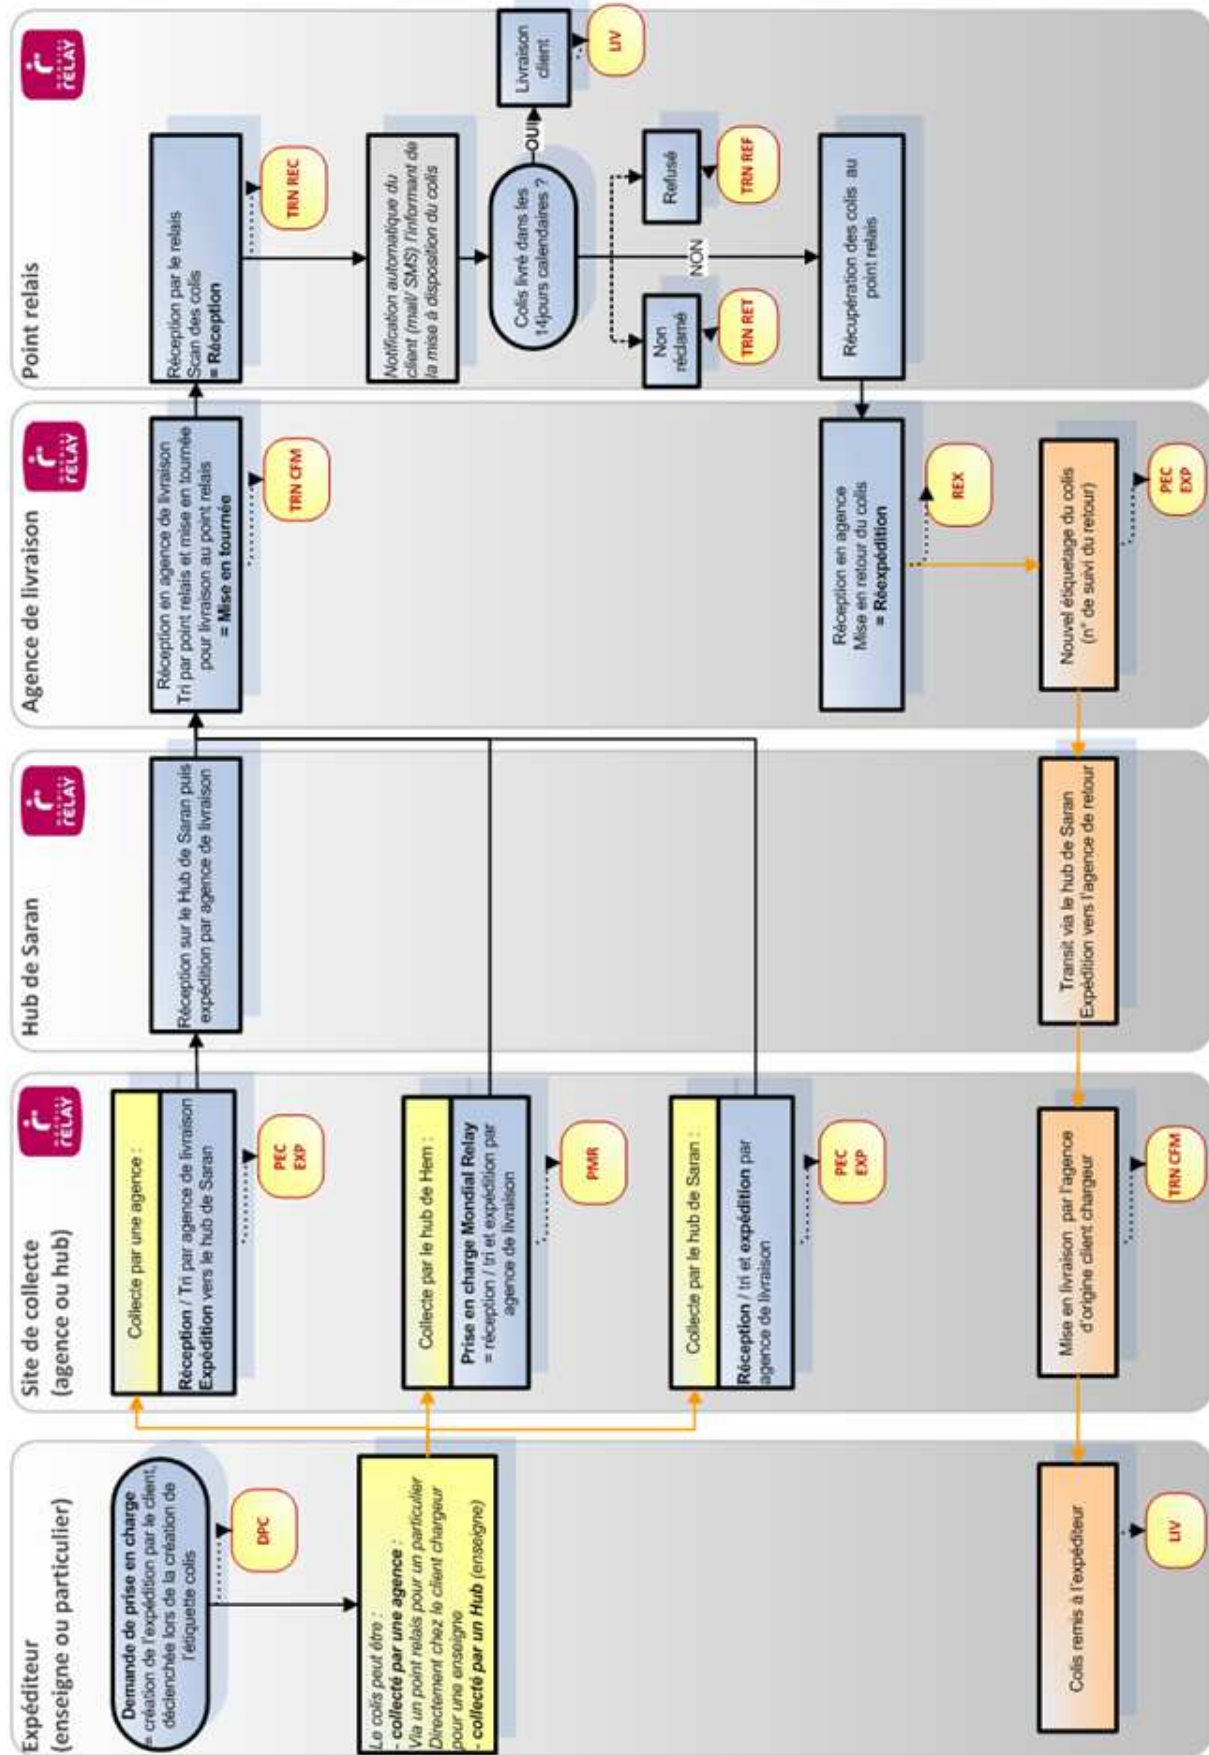 Expéditeur
(enseigne ou particulier)
Demande de prise en charge
= création de l'expédition par le client,
déclenchée lors de la création de
l'étiquette colis
DPC
Le colis peut être :
- collecté par une agence :
Via un point relais pour un particulier
Directement chez le client chargeur
pour une enseigne
- collecté par un Hub (enseigne)
Colis remis à l'expéditeur
LIV
Site de collecte
(agence ou hub)
RELAY
Collecte par une agence :
Réception / Tri par agence de livraison
Expédition vers le hub de Saran
PEC
EXP
Collecte par le hub de Hem :
Prise en charge Mondial Relay
= réception / tri et expédition par
agence de livraison
PMR
Collecte par le hub de Saran :
Réception / tri et expédition par
agence de livraison
PEC
EXP
Mise en livraison par l'agence
d'origine client chargeur
TRN CFM
Hub de Saran
RELAY
Réception sur le Hub de Saran puis
expédition par agence de livraison
Transit via le hub de Saran
Expédition vers l'agence de retour
Agence de livraison
RELAY
Réception en agence de livraison
Tri par point relais et mise en tournée
pour livraison au point relais
= Mise en tournée
TRN CFM
Réception en agence
Mise en retour du colis
= Réexpédition
REX
Nouvel étiquetage du colis
(n° de suivi du retour)
PEC
EXP
Point relais
RELAY
Réception par le relais
Scan des colis
= Réception
TRN REC
Notification automatique du
client (mail/ SMS) l'informant de
la mise à disposition du colis
Colis livré dans les
14jours calendaires ?
OUI
Livraison
client
LIV
Non
réclamé
TRN RET
Refusé
TRN REF
NON
Récupération des colis au
point relais